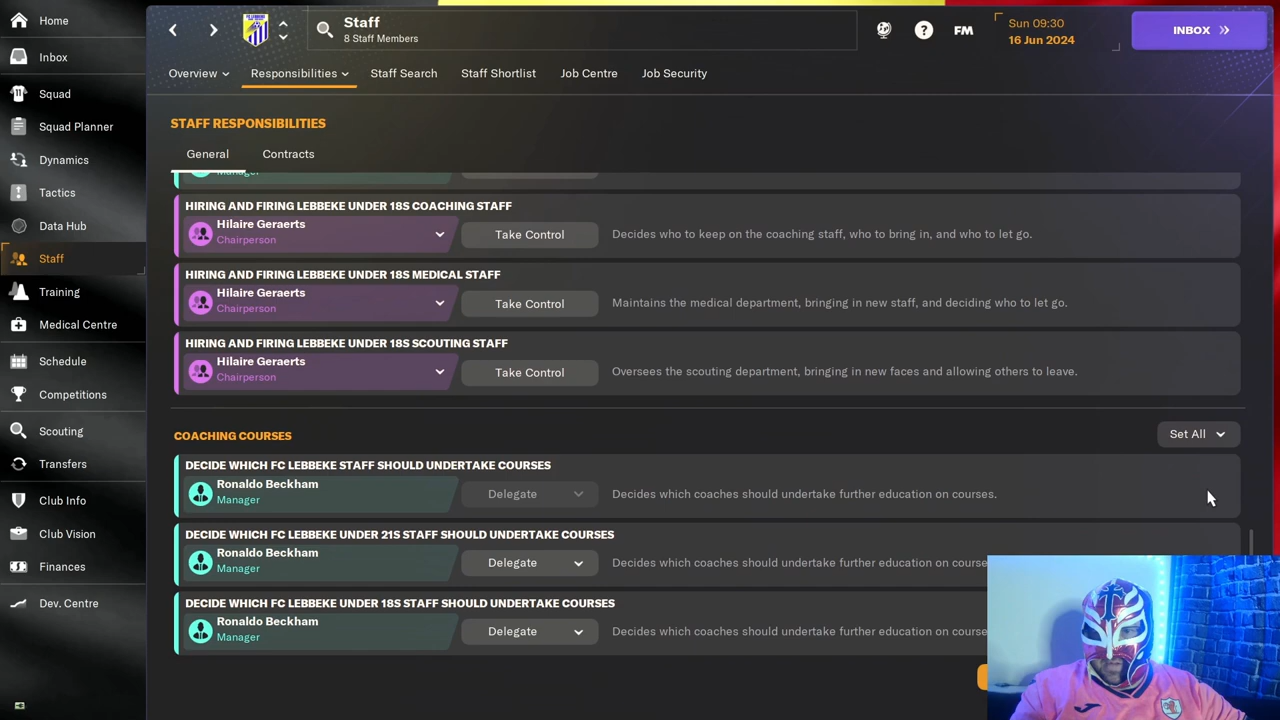 Home
Inbox
Squad
Squad Planner
Dynamics
Tactics
Data Hub
Staff
Training
Medical Centre
Schedule
Competitions
Scouting
Transfers
Club Info
Club Vision
Finances
Dev. Centre
Staff
8 Staff Members
FM
Sun 09:30
16 Jun 2024
INBOX
Overview
Responsibilities
Staff Search
Staff Shortlist
Job Centre
Job Security
STAFF RESPONSIBILITIES
General
Contracts
Manager
HIRING AND FIRING LEBBEKE UNDER 18S COACHING STAFF
Hilaire Geraerts
Chairperson
Take Control
Decides who to keep on the coaching staff, who to bring in, and who to let go.
HIRING AND FIRING LEBBEKE UNDER 18S MEDICAL STAFF
Hilaire Geraerts
Chairperson
Take Control
Maintains the medical department, bringing in new staff, and deciding who to let go.
HIRING AND FIRING LEBBEKE UNDER 18S SCOUTING STAFF
Hilaire Geraerts
Chairperson
Take Control
Oversees the scouting department, bringing in new faces and allowing others to leave.
COACHING COURSES
Set All
DECIDE WHICH FC LEBBEKE STAFF SHOULD UNDERTAKE COURSES
Ronaldo Beckham
Manager
Delegate
Decides which coaches should undertake further education on courses.
DECIDE WHICH FC LEBBEKE UNDER 21S STAFF SHOULD UNDERTAKE COURSES
Ronaldo Beckham
Manager
Delegate
Decides which coaches should undertake further education on course
DECIDE WHICH FC LEBBEKE UNDER 18S STAFF SHOULD UNDERTAKE COURSES
Ronaldo Beckham
Manager
Delegate
Decides which coaches should undertake further education on course